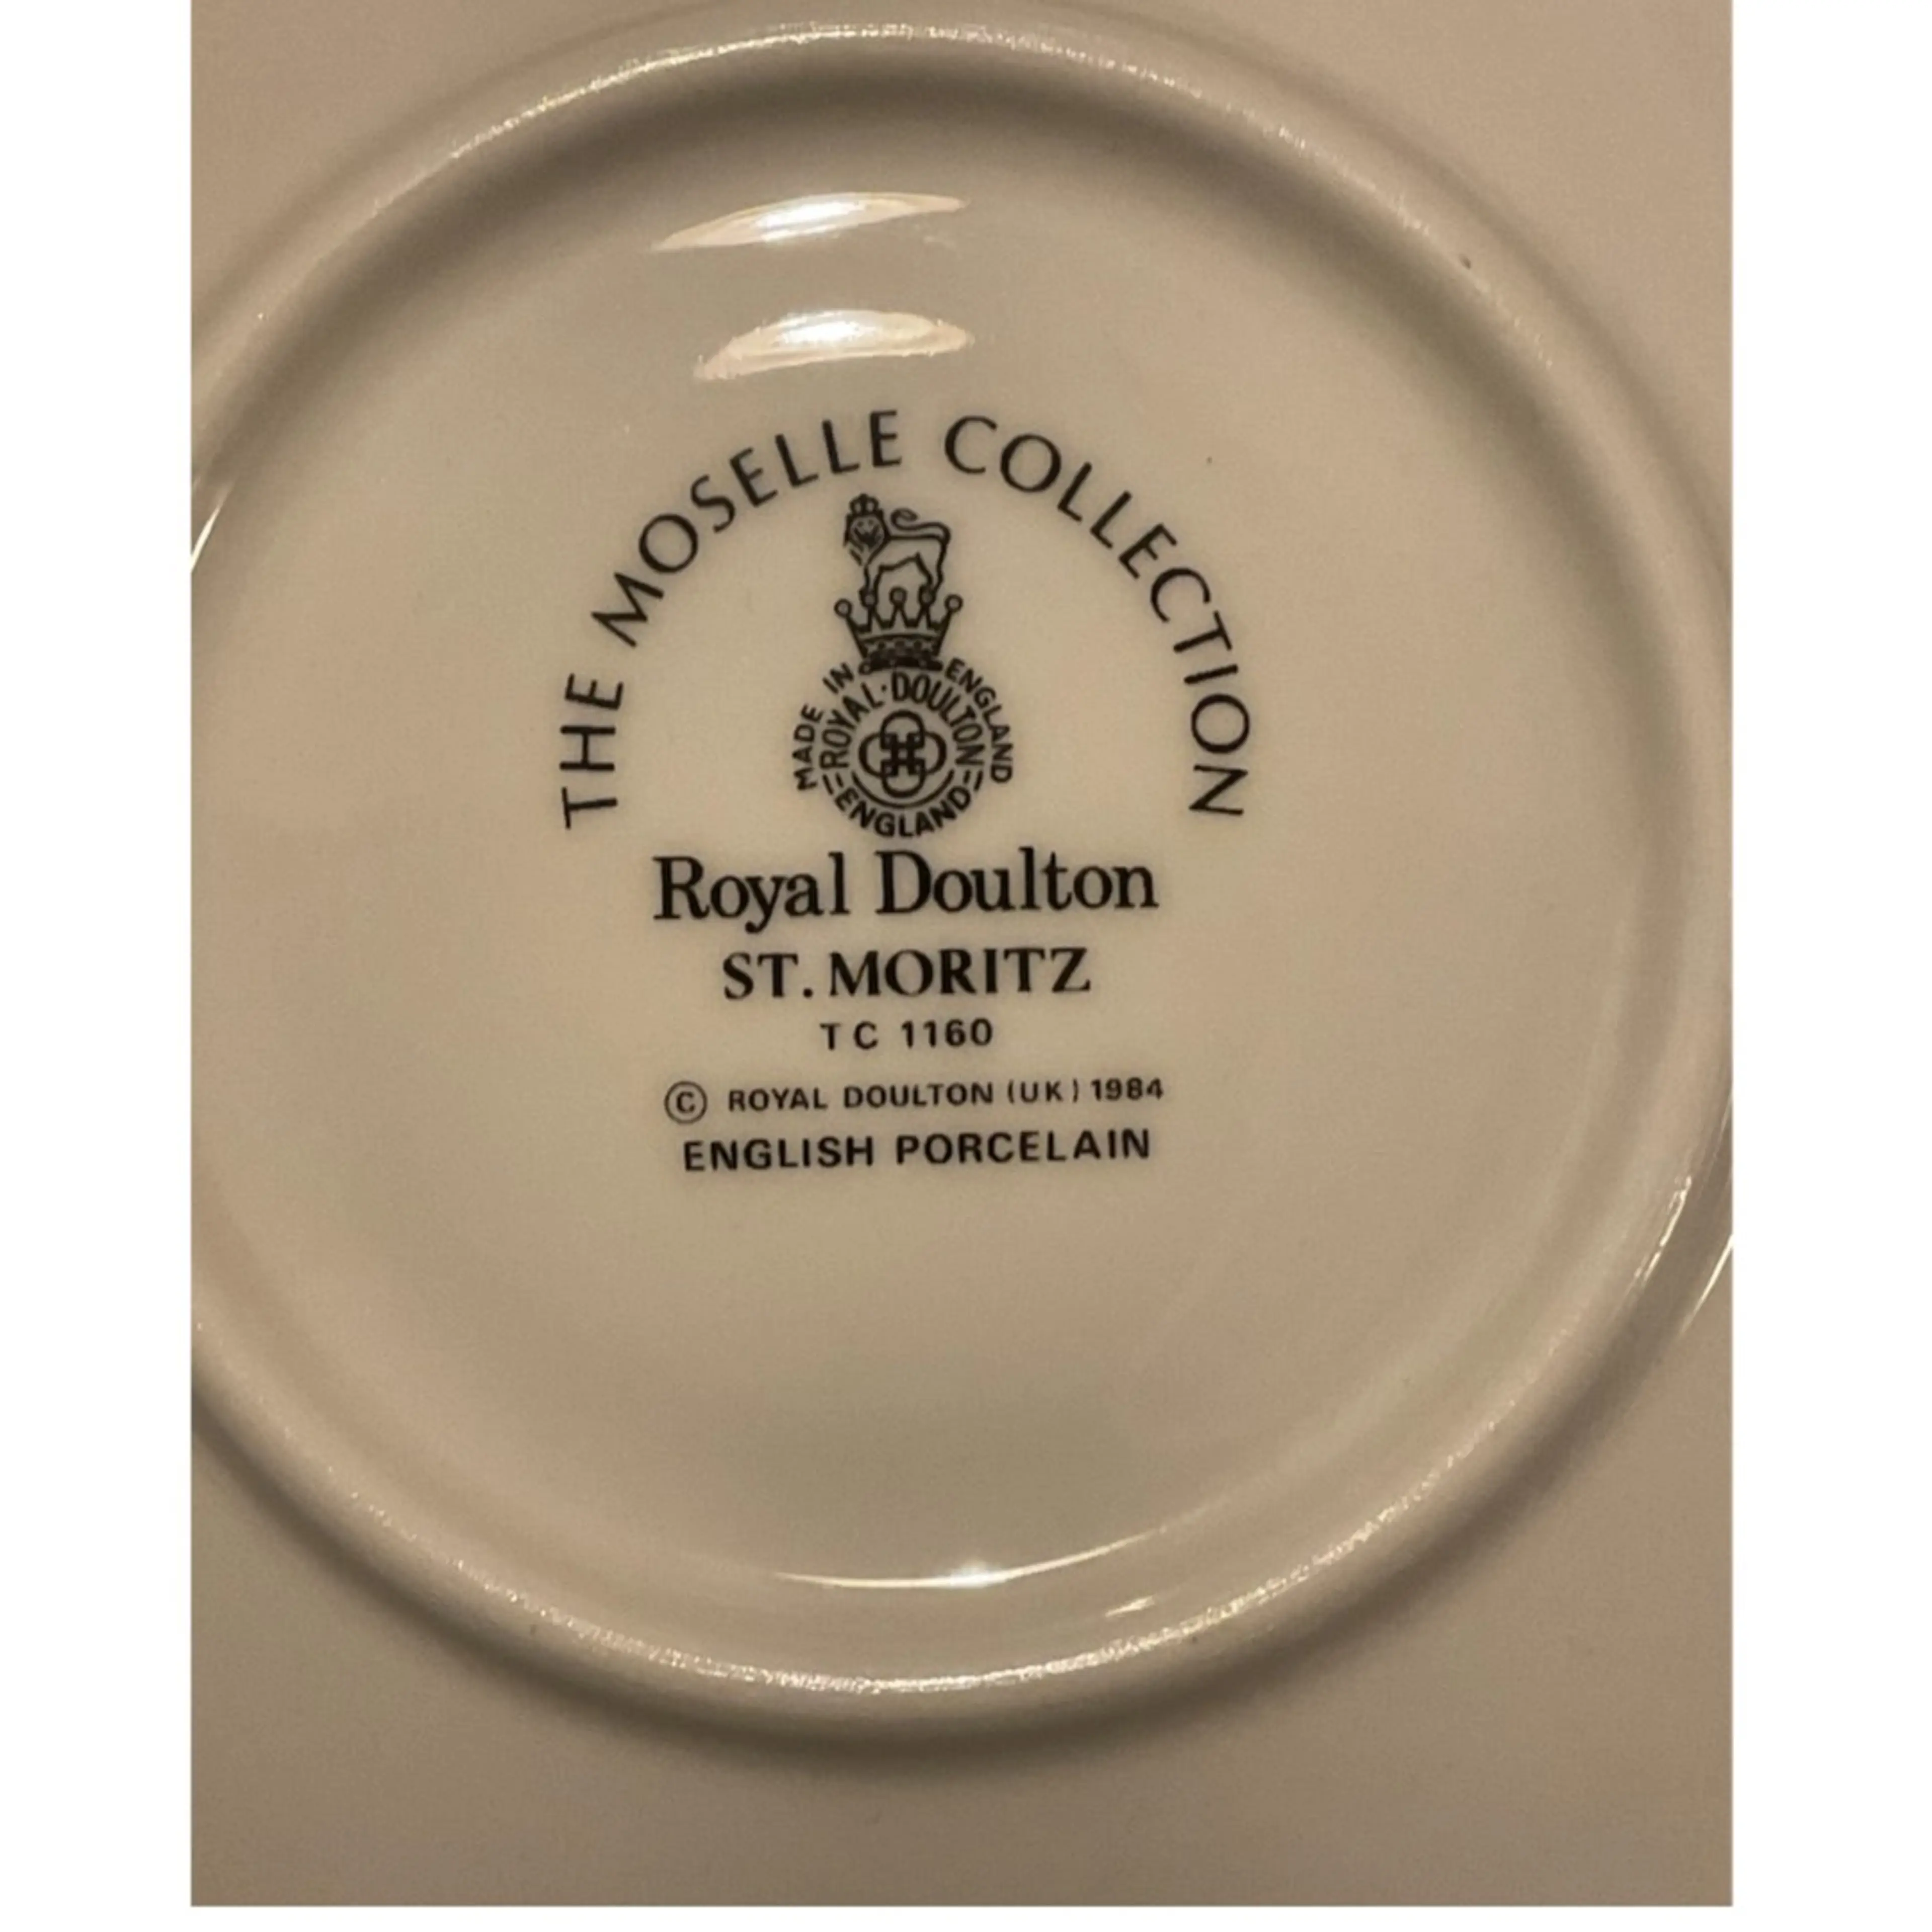 THE MOSELLE COLLECTION
MADE IN ENGLAND
ROYAL·DOULTON
ENGLAND
Royal Doulton
ST. MORITZ
TC 1160
© ROYAL DOULTON (UK) 1984
ENGLISH PORCELAIN